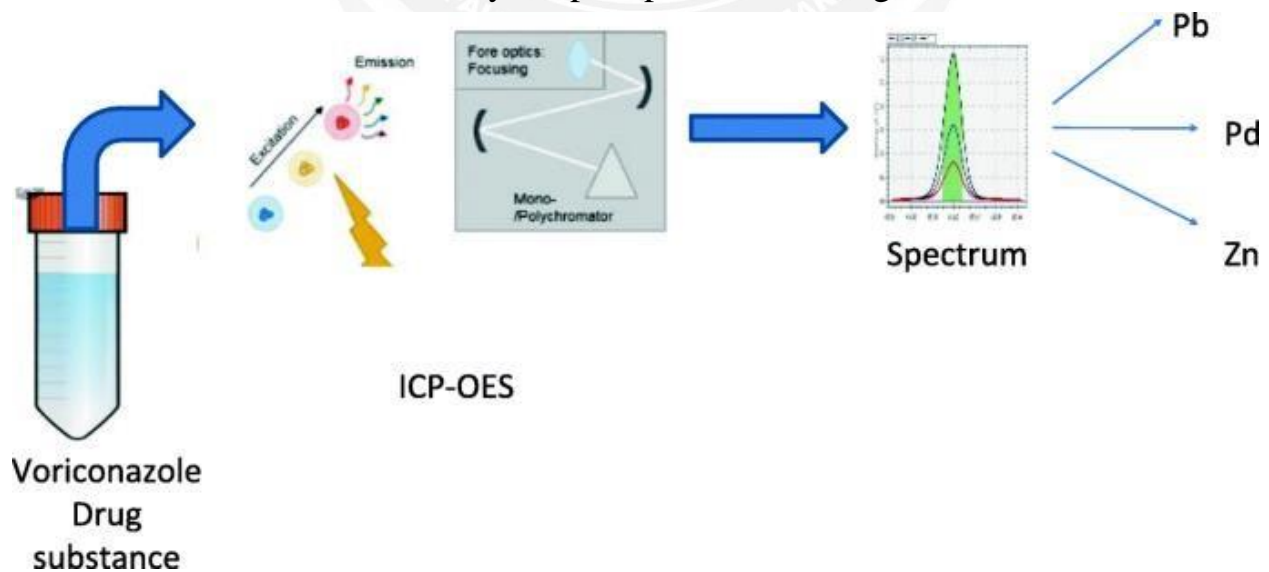 Emission
Excitation
Fore optics:
Focusing
Mono-
/Polychromator
Spectrum
Pb
Pd
Zn
ICP-OES
Voriconazole
Drug
substance